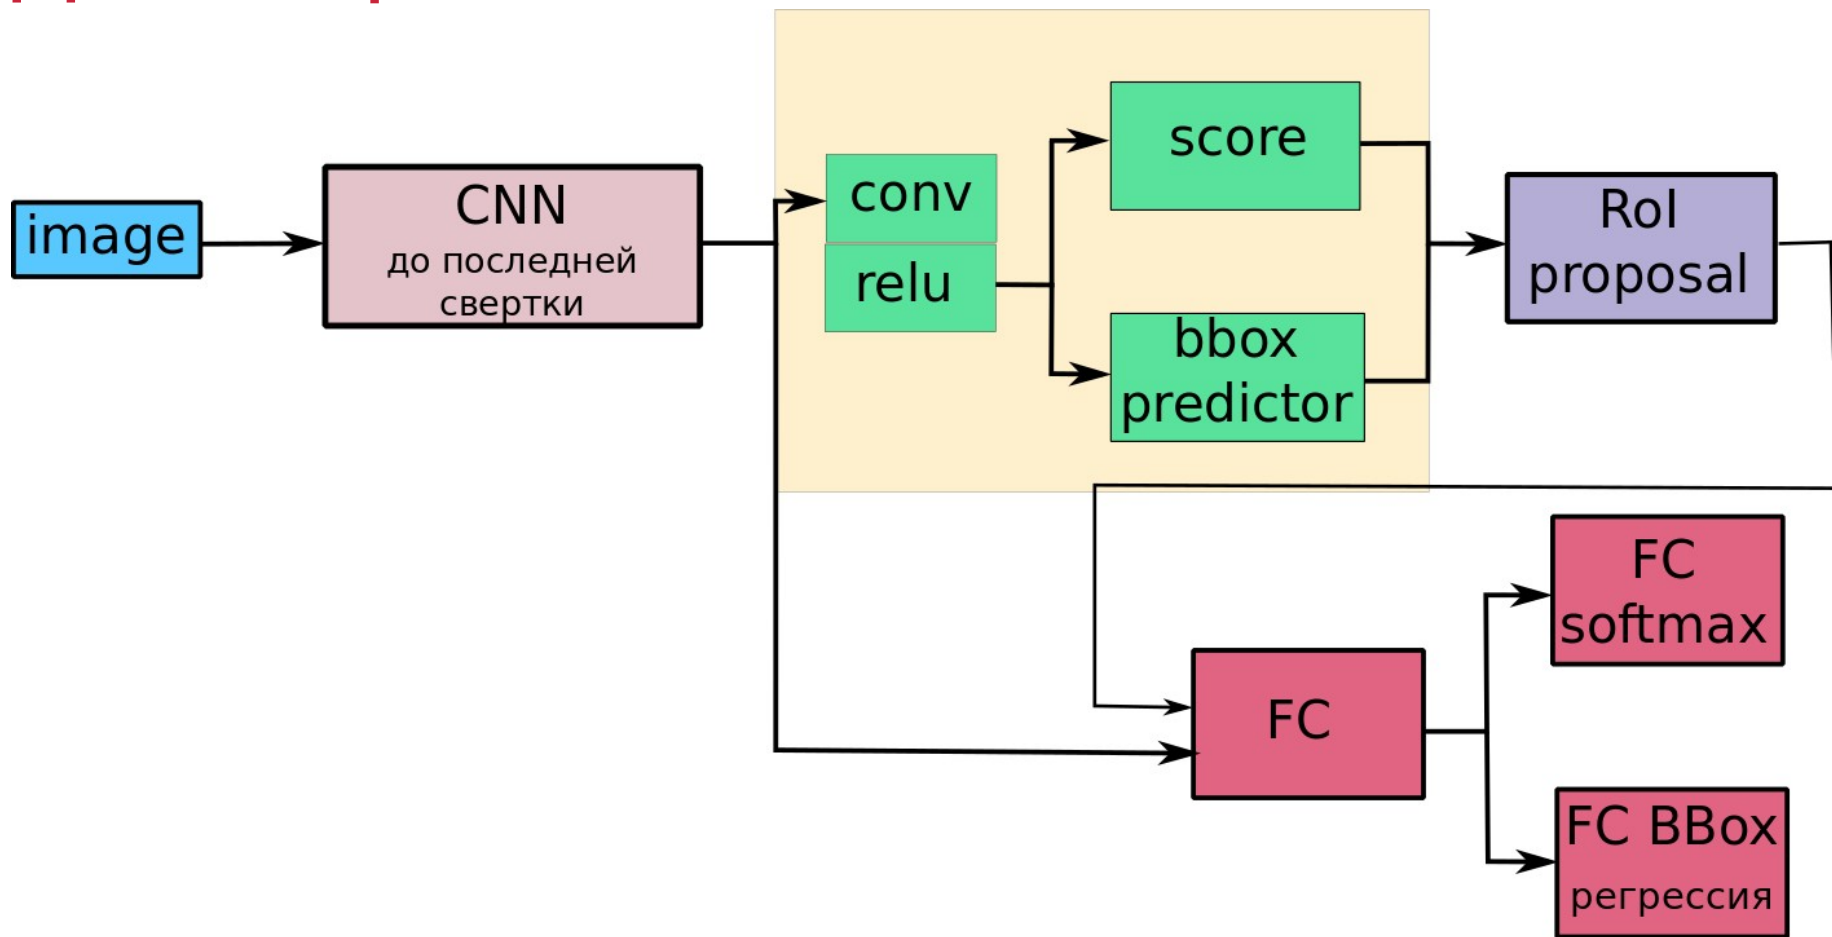 image
CNN
до последней
свертки
conv
relu
score
bbox
predictor
RoI
proposal
FC
FC
softmax
FC BBox
регрессия